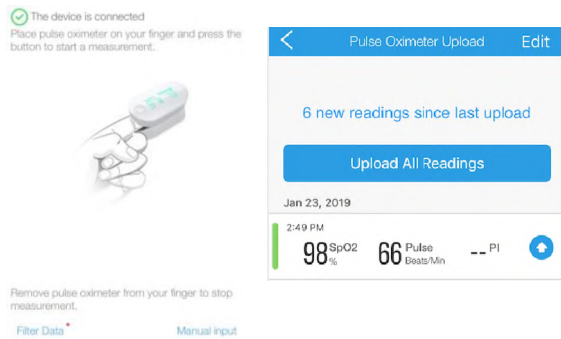 The device is connected
Place pulse oximeter on your finger and press the
button to start a measurement.
Remove pulse oximeter from your finger to stop
measurement.
Filter Data *
Manual input
Pulse Oximeter Upload
Edit
6 new readings since last upload
Upload All Readings
Jan 23, 2019
2:49 PM
98 SpO2 %
66 Pulse Beats/Min
-- PI